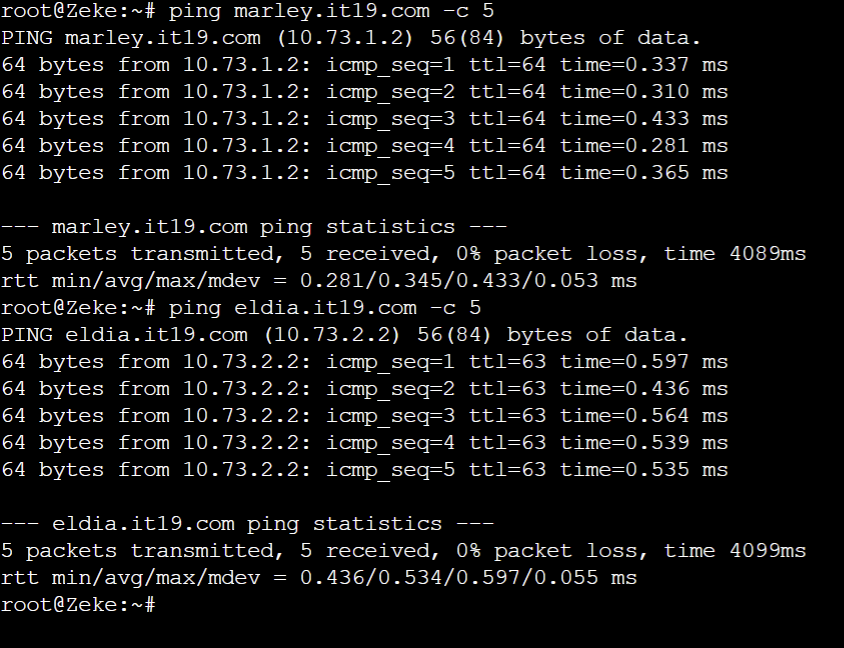 root@Zeke:~# ping marley.it19.com -c 5
PING marley.it19.com (10.73.1.2) 56(84) bytes of data.
64 bytes from 10.73.1.2: icmp_seq=1 ttl=64 time=0.337 ms
64 bytes from 10.73.1.2: icmp_seq=2 ttl=64 time=0.310 ms
64 bytes from 10.73.1.2: icmp_seq=3 ttl=64 time=0.433 ms
64 bytes from 10.73.1.2: icmp_seq=4 ttl=64 time=0.281 ms
64 bytes from 10.73.1.2: icmp_seq=5 ttl=64 time=0.365 ms

--- marley.it19.com ping statistics ---
5 packets transmitted, 5 received, 0% packet loss, time 4089ms
rtt min/avg/max/mdev = 0.281/0.345/0.433/0.053 ms
root@Zeke:~# ping eldia.it19.com -c 5
PING eldia.it19.com (10.73.2.2) 56(84) bytes of data.
64 bytes from 10.73.2.2: icmp_seq=1 ttl=63 time=0.597 ms
64 bytes from 10.73.2.2: icmp_seq=2 ttl=63 time=0.436 ms
64 bytes from 10.73.2.2: icmp_seq=3 ttl=63 time=0.564 ms
64 bytes from 10.73.2.2: icmp_seq=4 ttl=63 time=0.539 ms
64 bytes from 10.73.2.2: icmp_seq=5 ttl=63 time=0.535 ms

--- eldia.it19.com ping statistics ---
5 packets transmitted, 5 received, 0% packet loss, time 4099ms
rtt min/avg/max/mdev = 0.436/0.534/0.597/0.055 ms
root@Zeke:~#